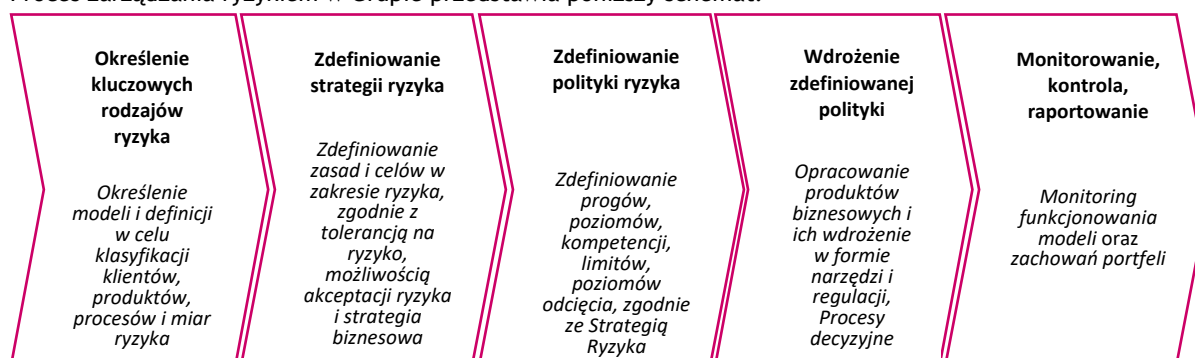 Proces zarządzania ryzykiem w Grupie przedstawia poniższy schemat:
Określenie
kluczowych
rodzajów
ryzyka
Określenie
modeli i definicji
w celu
klasyfikacji
klientów,
produktów,
procesów i miar
ryzyka
Zdefiniowanie
strategii ryzyka
Zdefiniowanie
zasad i celów w
zakresie ryzyka,
zgodnie z
tolerancją na
ryzyko,
możliwością
akceptacji ryzyka
i strategia
biznesowa
Zdefiniowanie
polityki ryzyka
Zdefiniowanie
progów,
poziomów,
kompetencji,
limitów,
poziomów
odcięcia, zgodnie
ze Strategią
Ryzyka
Wdrożenie
zdefiniowanej
polityki
Opracowanie
produktów
biznesowych i
ich wdrożenie
w formie
narzędzi i
regulacji,
Procesy
decyzyjne
Monitorowanie,
kontrola,
raportowanie
Monitoring
funkcjonowania
modeli oraz
zachowań portfeli